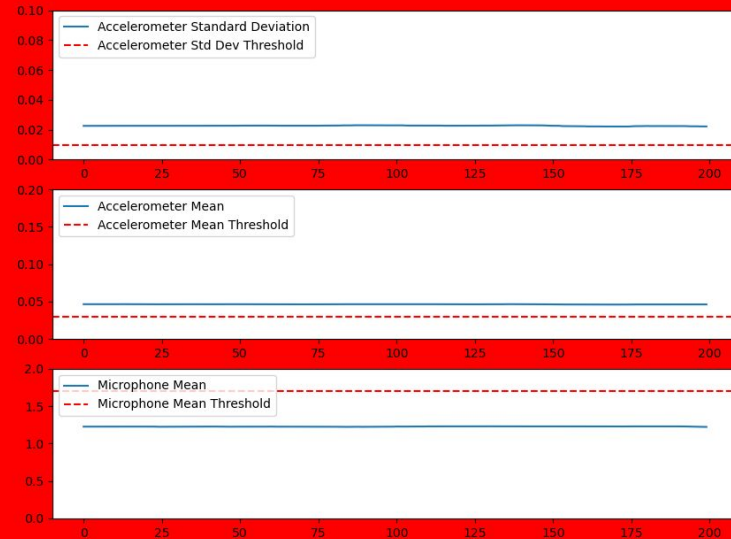 0.10
0.08
0.06
0.04
0.02
0.00
Accelerometer Standard Deviation
Accelerometer Std Dev Threshold
0 25 50 75 100 125 150 175 200
0.20
0.15
0.10
0.05
0.00
Accelerometer Mean
Accelerometer Mean Threshold
0 25 50 75 100 125 150 175 200
2.0
1.5
1.0
0.5
0.0
Microphone Mean
Microphone Mean Threshold
0 25 50 75 100 125 150 175 200